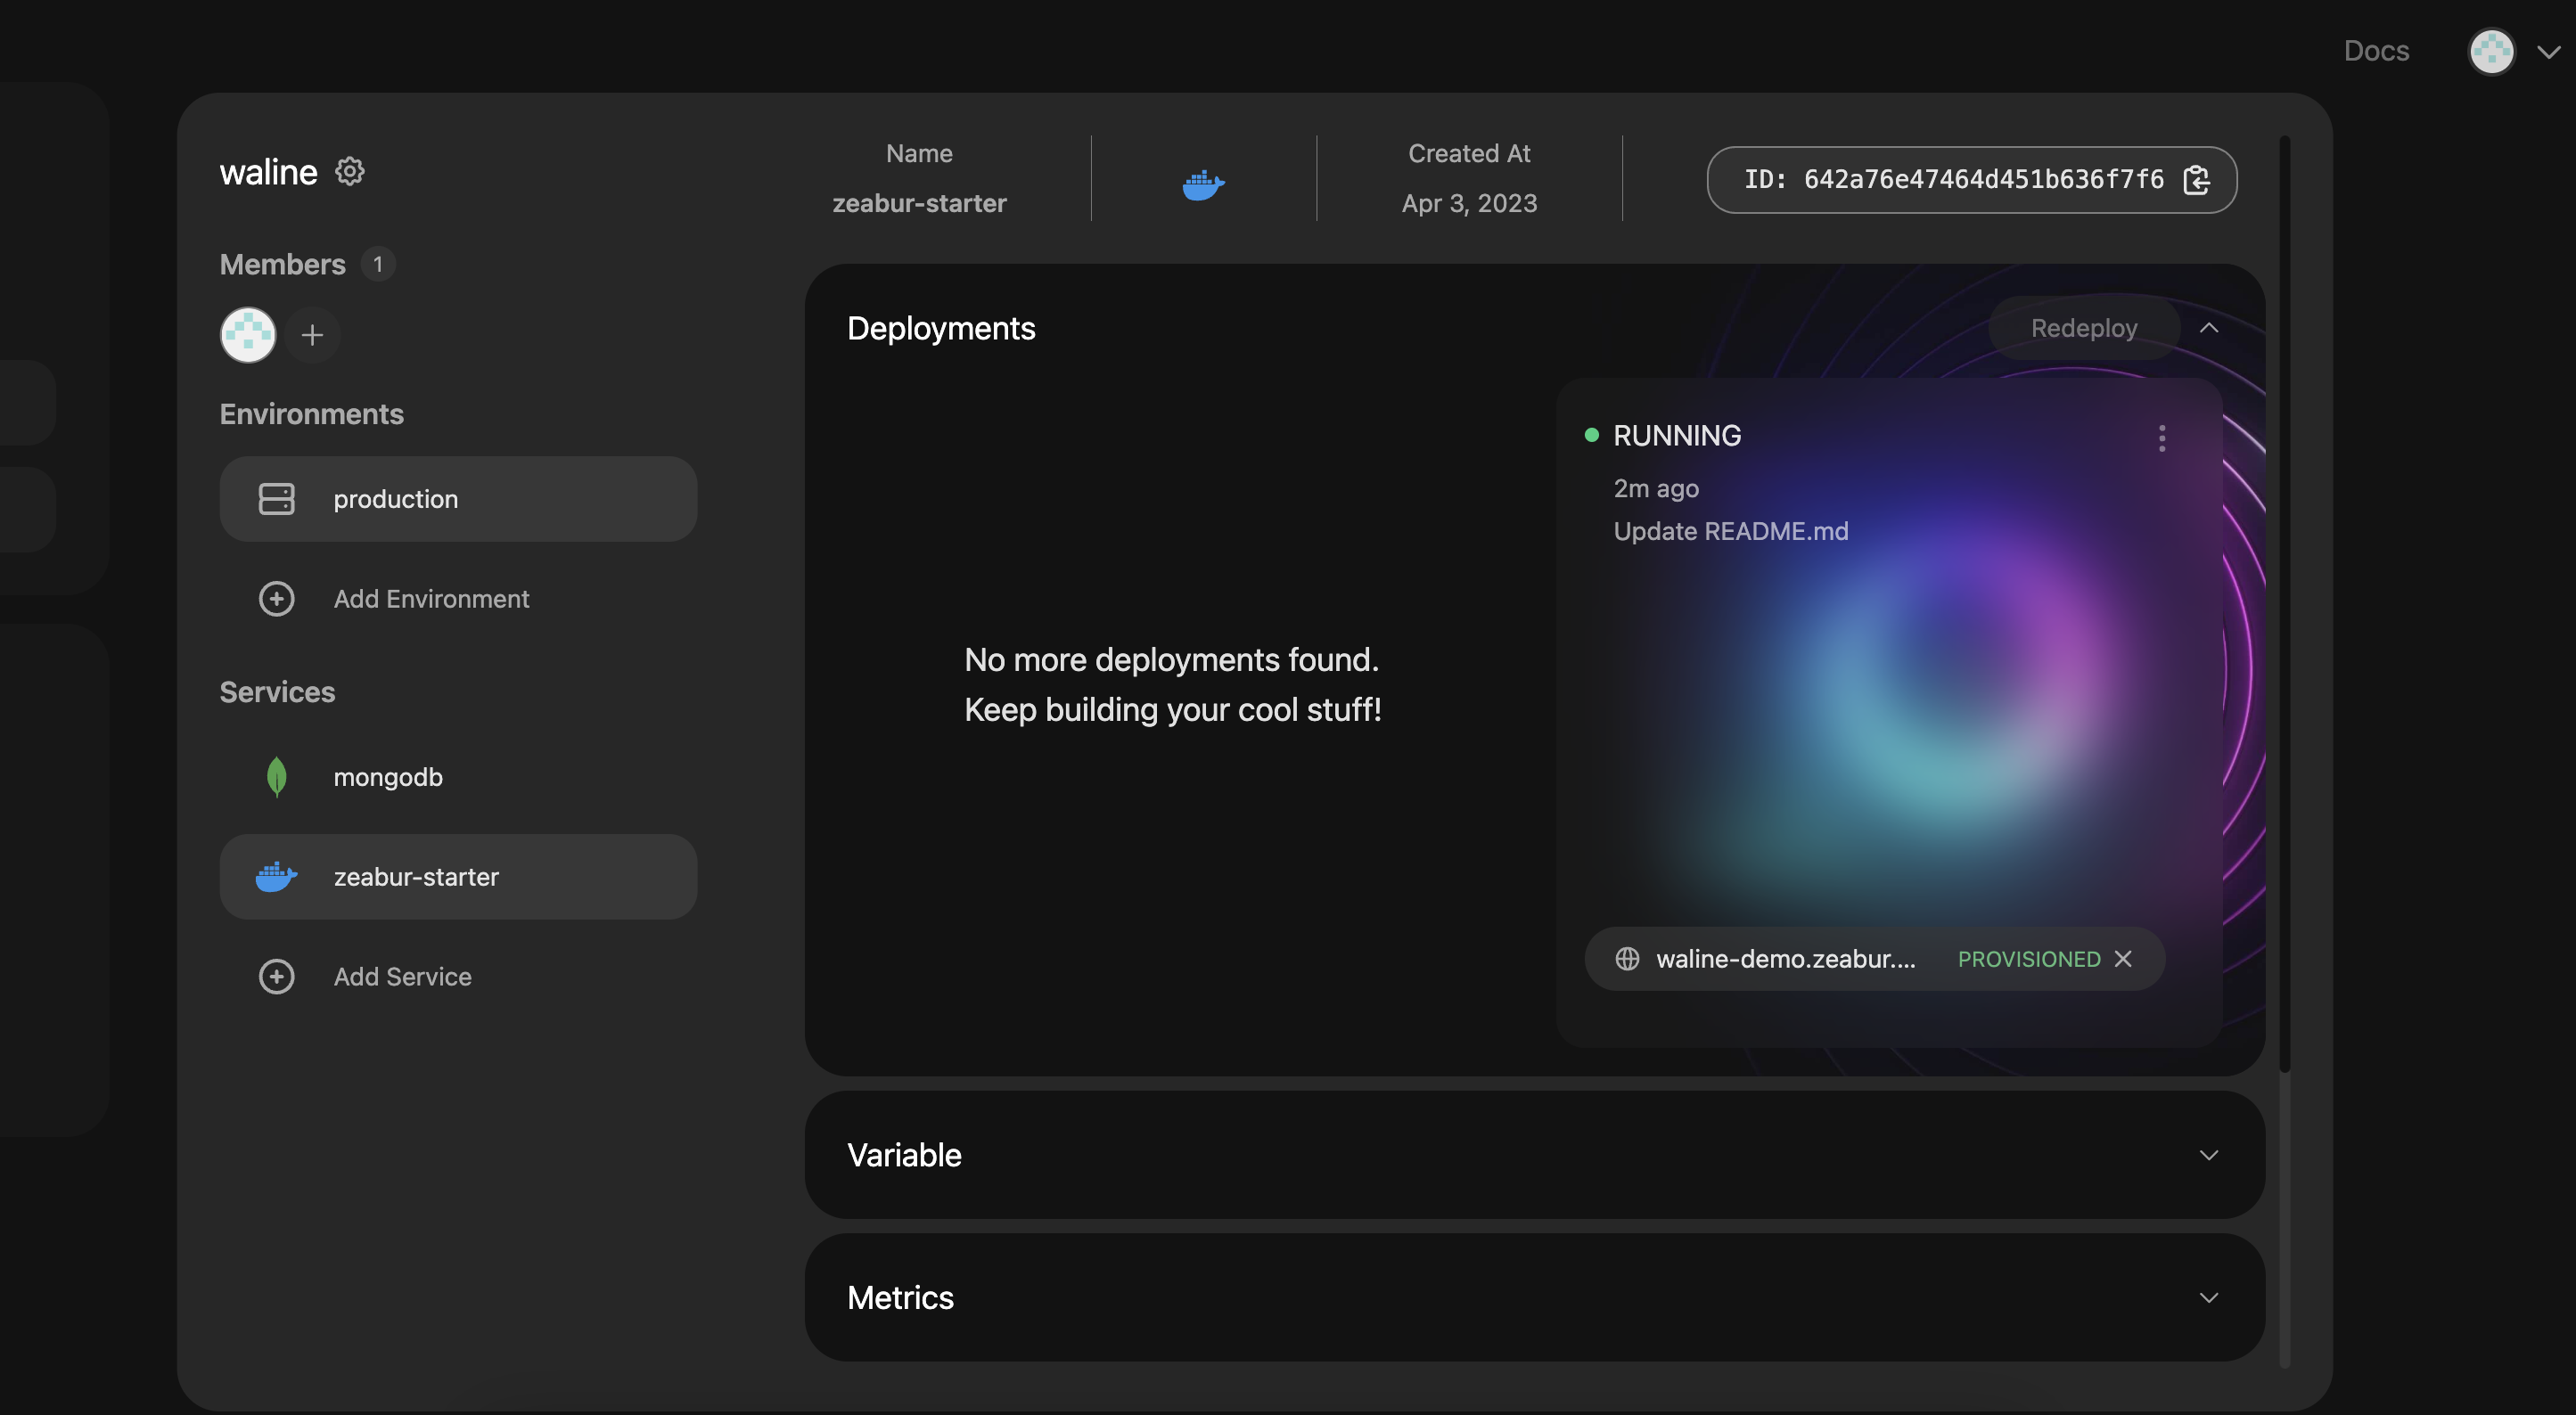 Docs
waline
Members 1
Environments
production
Add Environment
Services
mongodb
zeabur-starter
Add Service
Name
zeabur-starter
Created At
Apr 3, 2023
ID: 642a76e47464d451b636f7f6
Deployments
Redeploy
No more deployments found.
Keep building your cool stuff!
RUNNING
2m ago
Update README.md
waline-demo.zeabur.... PROVISIONED
Variable
Metrics